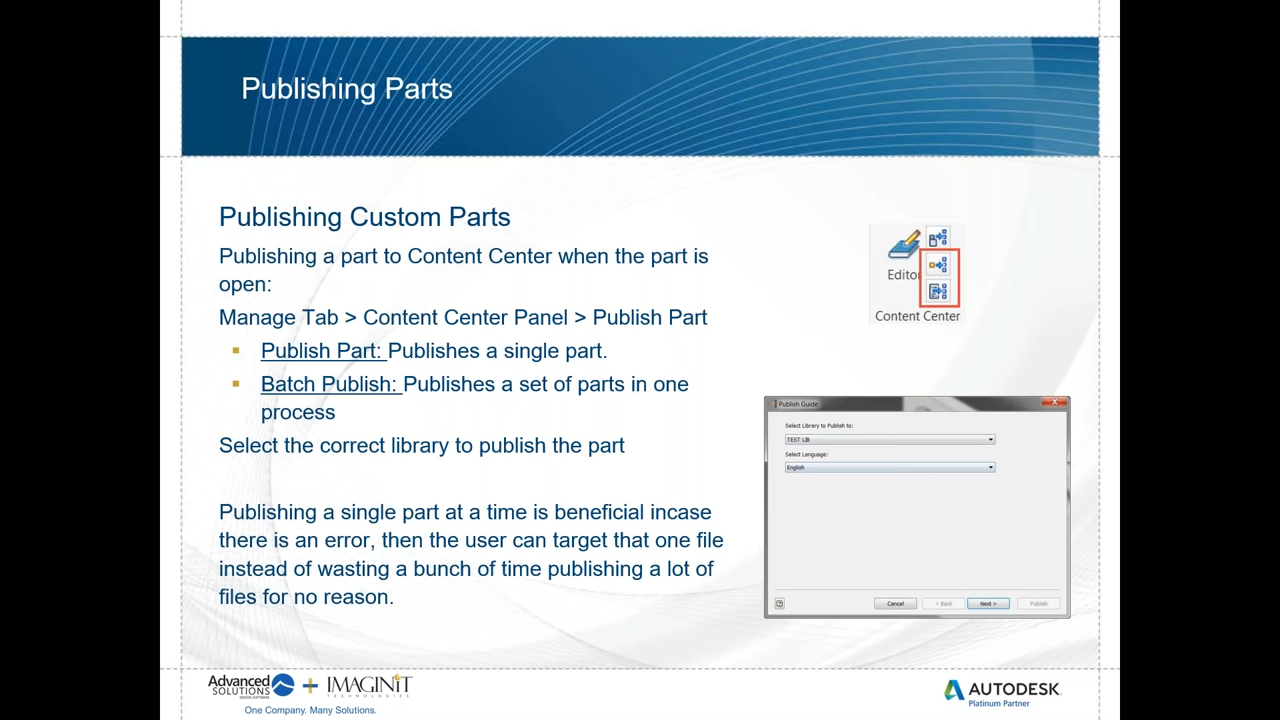 Publishing Parts
Publishing Custom Parts
Publishing a part to Content Center when the part is
open:
Manage Tab > Content Center Panel > Publish Part
Publish Part: Publishes a single part.
Batch Publish: Publishes a set of parts in one
process
Select the correct library to publish the part
Publishing a single part at a time is beneficial incase
there is an error, then the user can target that one file
instead of wasting a bunch of time publishing a lot of
files for no reason.
Editor
Content Center
Publish Guide
Select Library to Publish to:
TEST LIB
Select Language:
English
Cancel
< Back
Next >
Publish
Advanced
SOLUTIONS
DESIGN SOFTWARE
+
IMAGINiT
TECHNOLOGIES
One Company. Many Solutions.
AUTODESK.
Platinum Partner